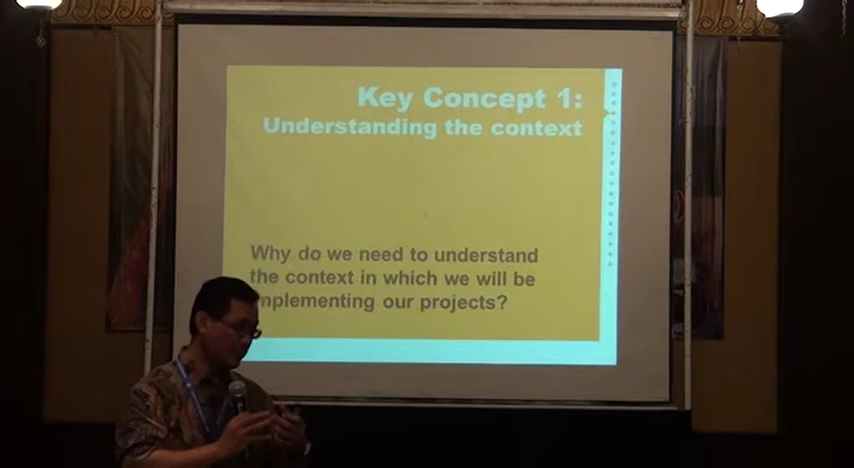 Key Concept 1:
Understanding the context
Why do we need to understand
the context in which we will be
mplementing our projects?